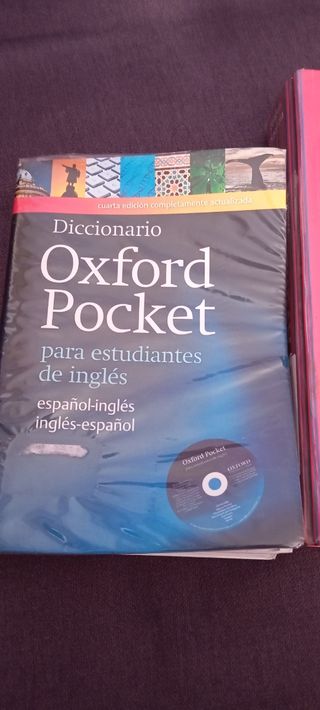 cuarta edición completamente actualizada
Diccionario
Oxford
Pocket
para estudiantes
de inglés
español-inglés
inglés-español
Oxford Pocket
OXFORD